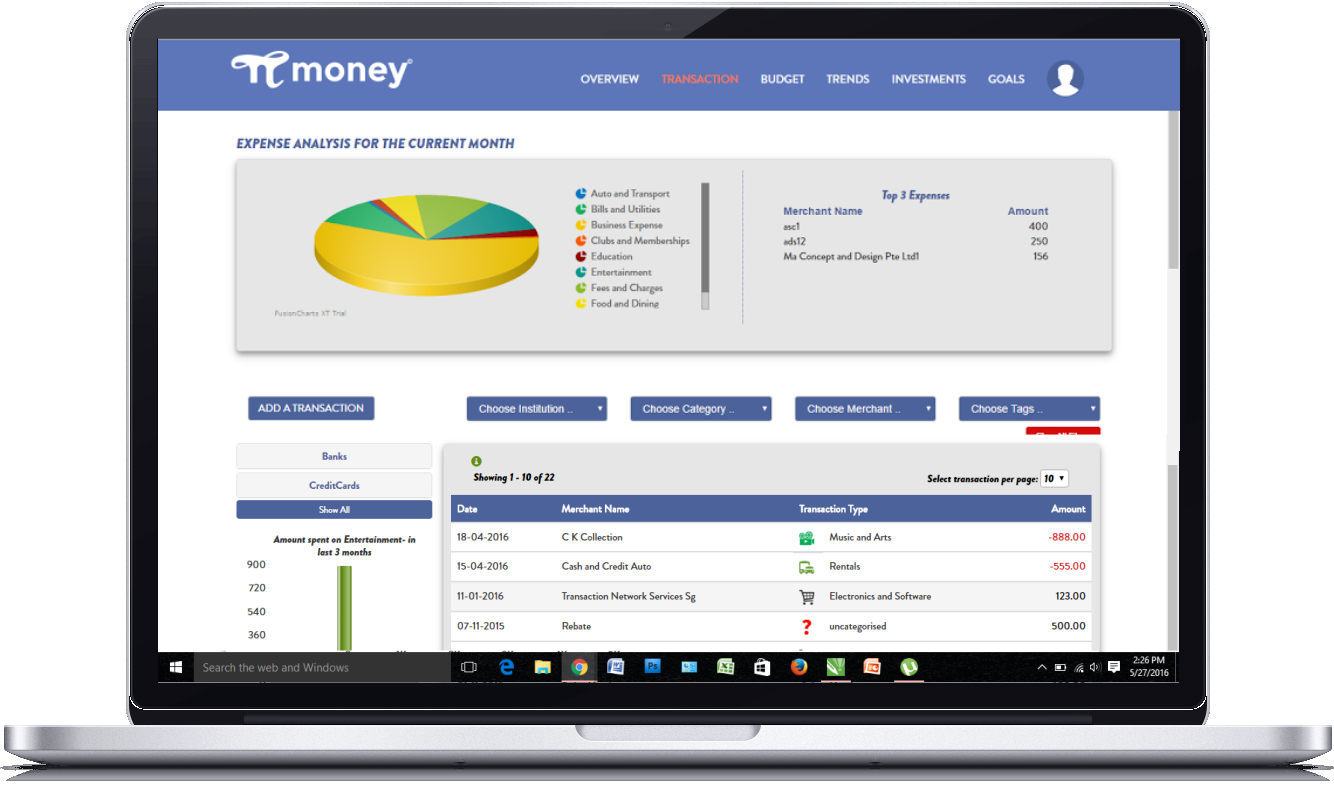 money
OVERVIEW TRANSACTION BUDGET TRENDS INVESTMENTS GOALS
EXPENSE ANALYSIS FOR THE CURRENT MONTH
Auto and Transport
Bills and Utilities
Business Expense
Clubs and Memberships
Education
Entertainment
Fees and Charges
Food and Dining
FusionCharts XT Trial
Top 3 Expenses
Merchant Name Amount
asc1 400
ads12 250
Ma Concept and Design Pte Ltd1 156
ADD A TRANSACTION
Choose Institution .. Choose Category .. Choose Merchant .. Choose Tags ..
Banks
CreditCards
Show All
Amount spent on Entertainment- in
last 3 months
900
720
540
360
Showing 1 - 10 of 22
Select transaction per page: 10
Date Merchant Name Transaction Type Amount
18-04-2016 C K Collection Music and Arts -888.00
15-04-2016 Cash and Credit Auto Rentals -555.00
11-01-2016 Transaction Network Services Sg Electronics and Software 123.00
07-11-2015 Rebate ? uncategorised 500.00
Search the web and Windows
2:26 PM
5/27/2016